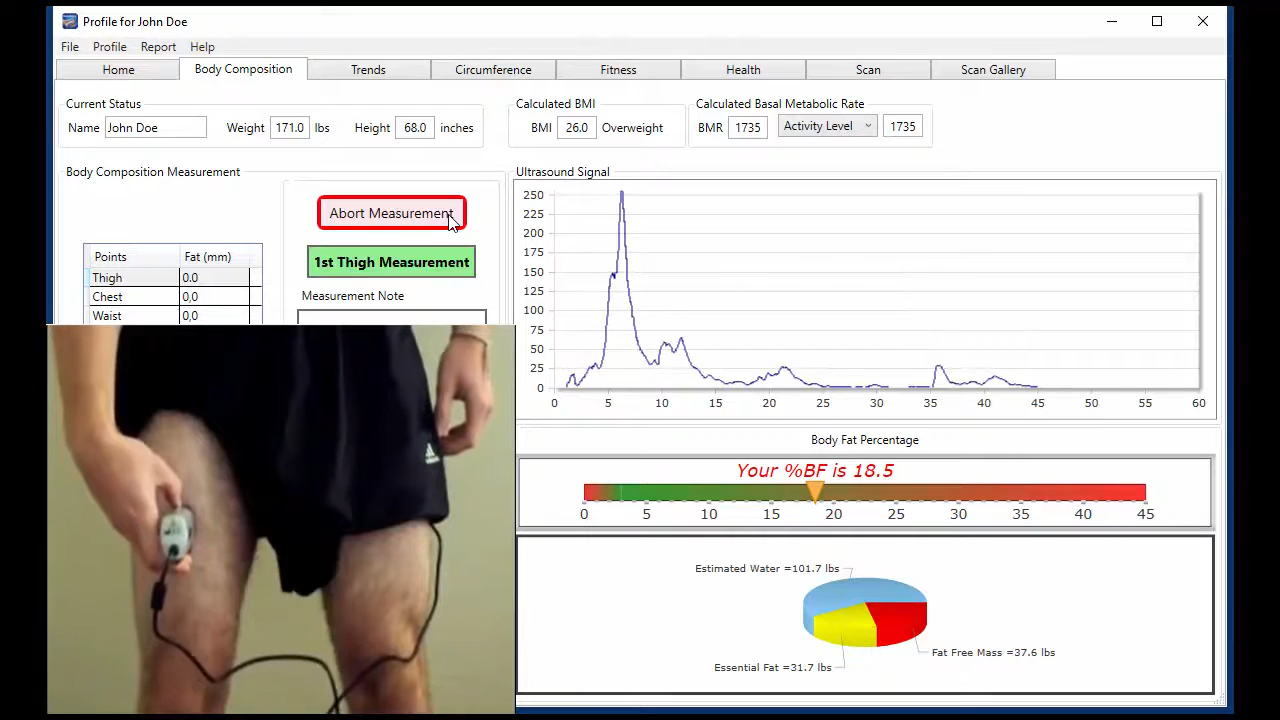 Profile for John Doe
File Profile Report Help
Home Body Composition Trends Circumference Fitness Health Scan Scan Gallery
Current Status
Name John Doe Weight 171.0 lbs Height 68.0 inches
Calculated BMI
BMI 26.0 Overweight
Calculated Basal Metabolic Rate
BMR 1735 Activity Level 1735
Body Composition Measurement
Abort Measurement
1st Thigh Measurement
Measurement Note
Points Fat (mm)
Thigh 0.0
Chest 0,0
Waist 0,0
Ultrasound Signal
250
225
200
175
150
125
100
75
50
25
0
0 5 10 15 20 25 30 35 40 45 50 55 60
Body Fat Percentage
Your %BF is 18.5
0 5 10 15 20 25 30 35 40 45
Estimated Water =101.7 lbs
Fat Free Mass =37.6 lbs
Essential Fat =31.7 lbs